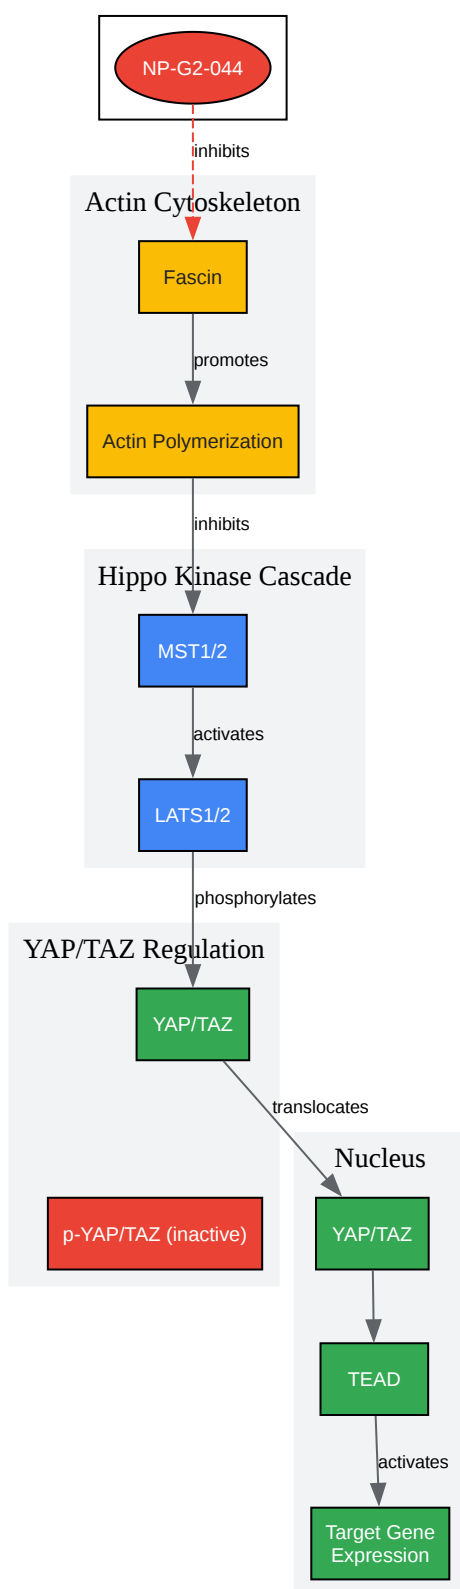 NP-G2-044
inhibits
Actin Cytoskeleton
Fascin
promotes
Actin Polymerization
inhibits
Hippo Kinase Cascade
MST1/2
activates
LATS1/2
phosphorylates
YAP/TAZ Regulation
YAP/TAZ
translocates
Nucleus
p-YAP/TAZ (inactive)
YAP/TAZ
TEAD
activates
Target Gene
Expression